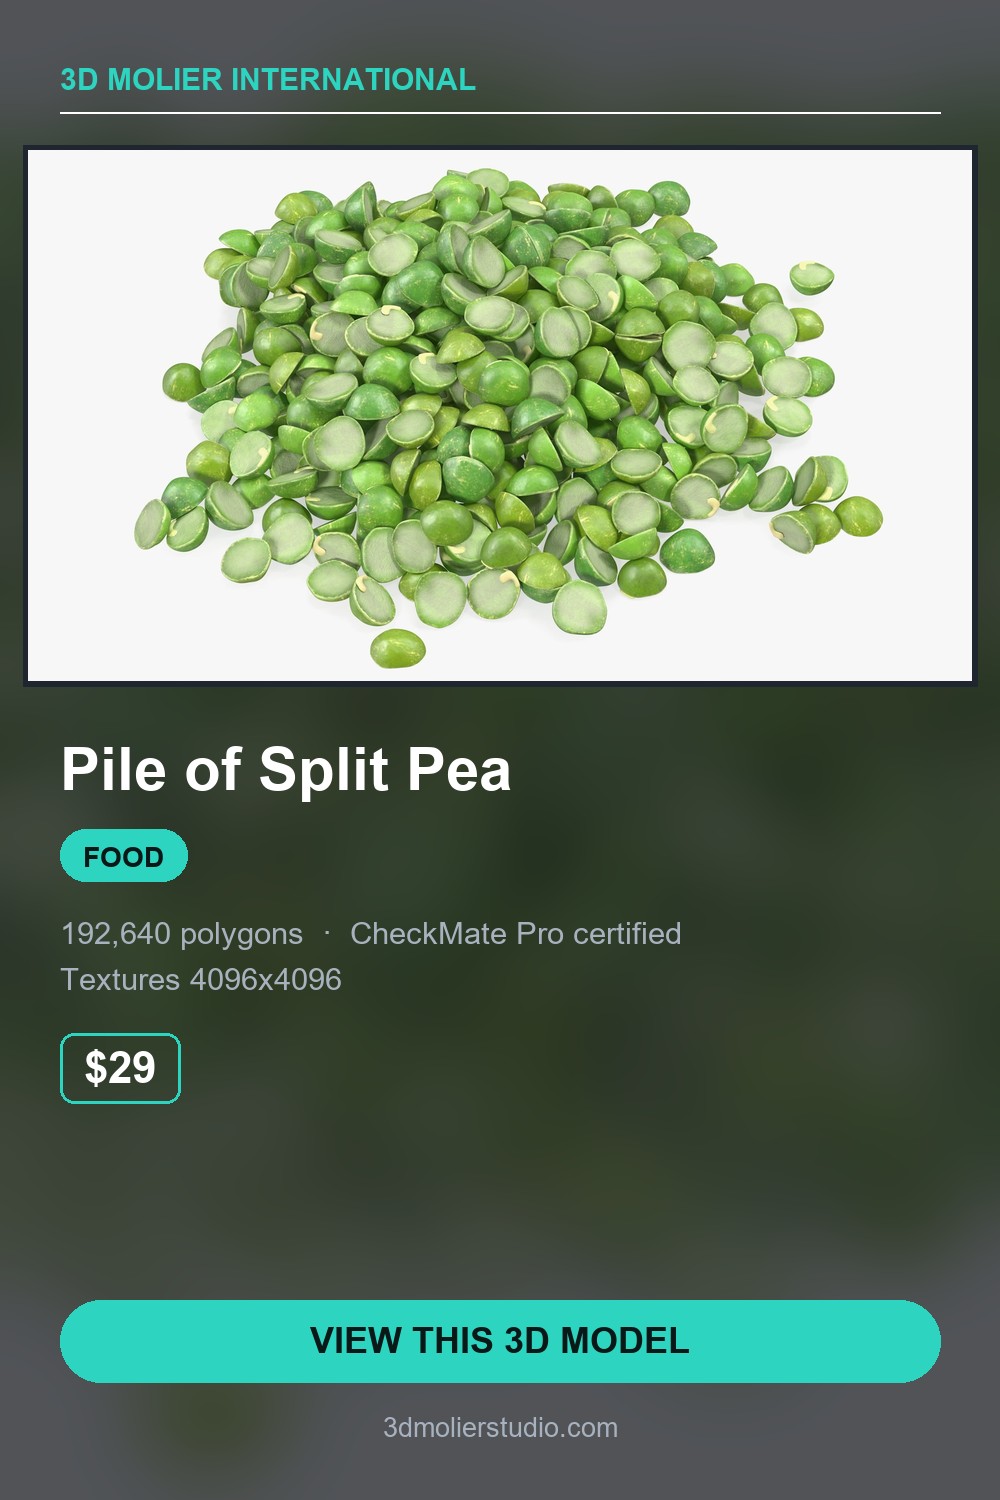 3D MOLIER INTERNATIONAL
Pile of Split Pea
FOOD
192,640 polygons · CheckMate Pro certified
Textures 4096x4096
$29
VIEW THIS 3D MODEL
3dmolierstudio.com